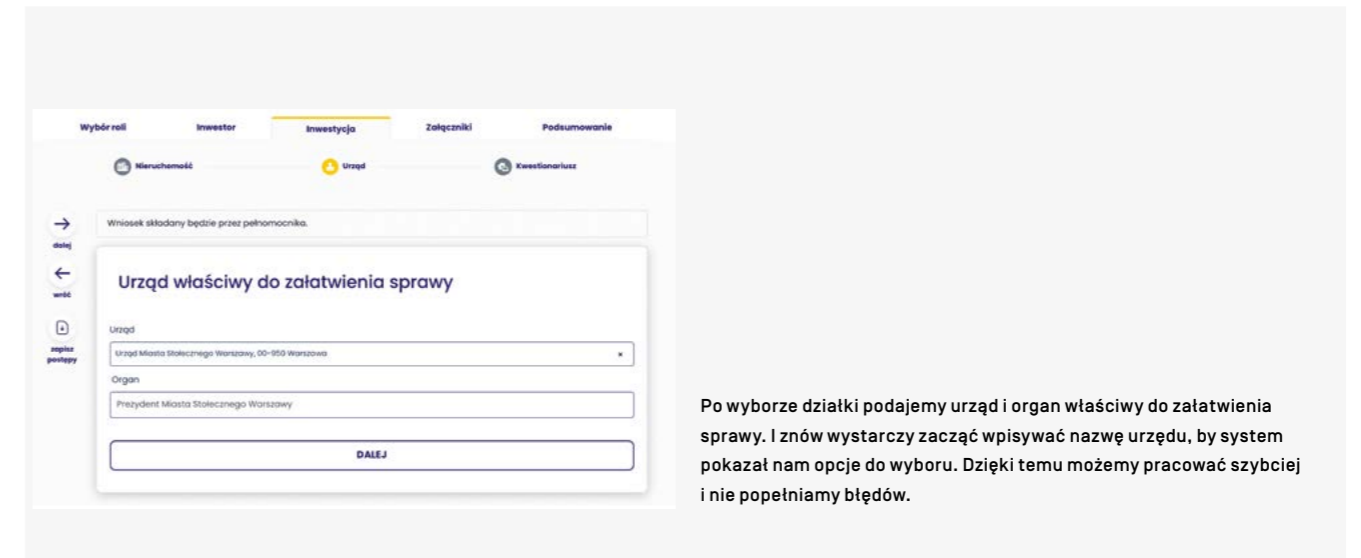 Wybór roli Inwestor Inwestycja Załączniki Podsumowanie
Nieruchomość Urząd Kwestionariusz
Wniosek składany będzie przez pełnomocnika.
dalej
wróć
zapisz
postępy
Urząd właściwy do załatwienia sprawy
Urząd
Urząd Miasta Stołecznego Warszawy, 00-950 Warszawa ×
Organ
Prezydent Miasta Stołecznego Warszawy
DALEJ
Po wyborze działki podajemy urząd i organ właściwy do załatwienia
sprawy. I znów wystarczy zacząć wpisywać nazwę urzędu, by system
pokazał nam opcje do wyboru. Dzięki temu możemy pracować szybciej
i nie popełniamy błędów.